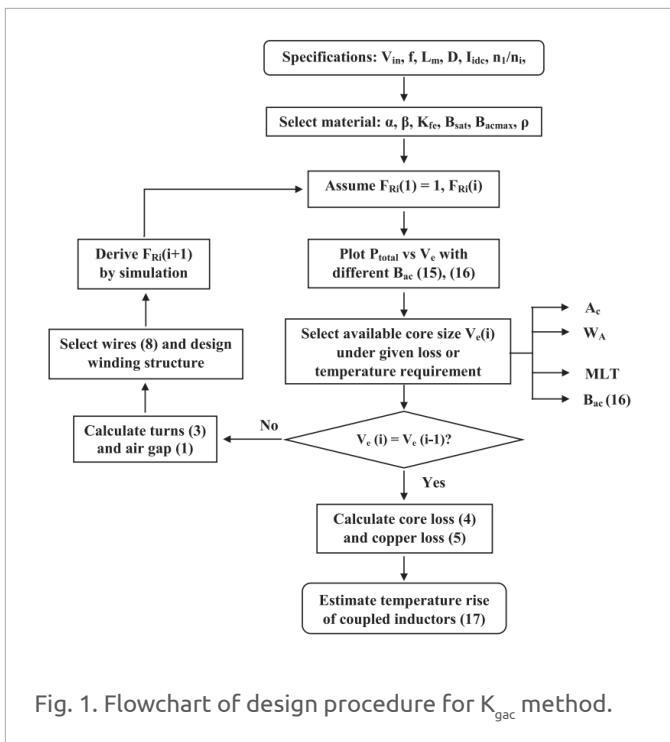 Specifications: Vin, f, Lm, D, Iidc, n1/ni,
Select material: α, β, Kfe, Bsat, Bacmax, ρ
Assume FRi(1) = 1, FRi(i)
Derive FRi(i+1)
by simulation
Plot Ptotal vs Ve with
different Bac (15), (16)
Select wires (8) and design
winding structure
Select available core size Ve(i)
under given loss or
temperature requirement
Ac
WA
MLT
Bac (16)
Calculate turns (3)
and air gap (1)
No
Ve (i) = Ve (i-1)?
Yes
Calculate core loss (4)
and copper loss (5)
Estimate temperature rise
of coupled inductors (17)
Fig. 1. Flowchart of design procedure for Kgac method.